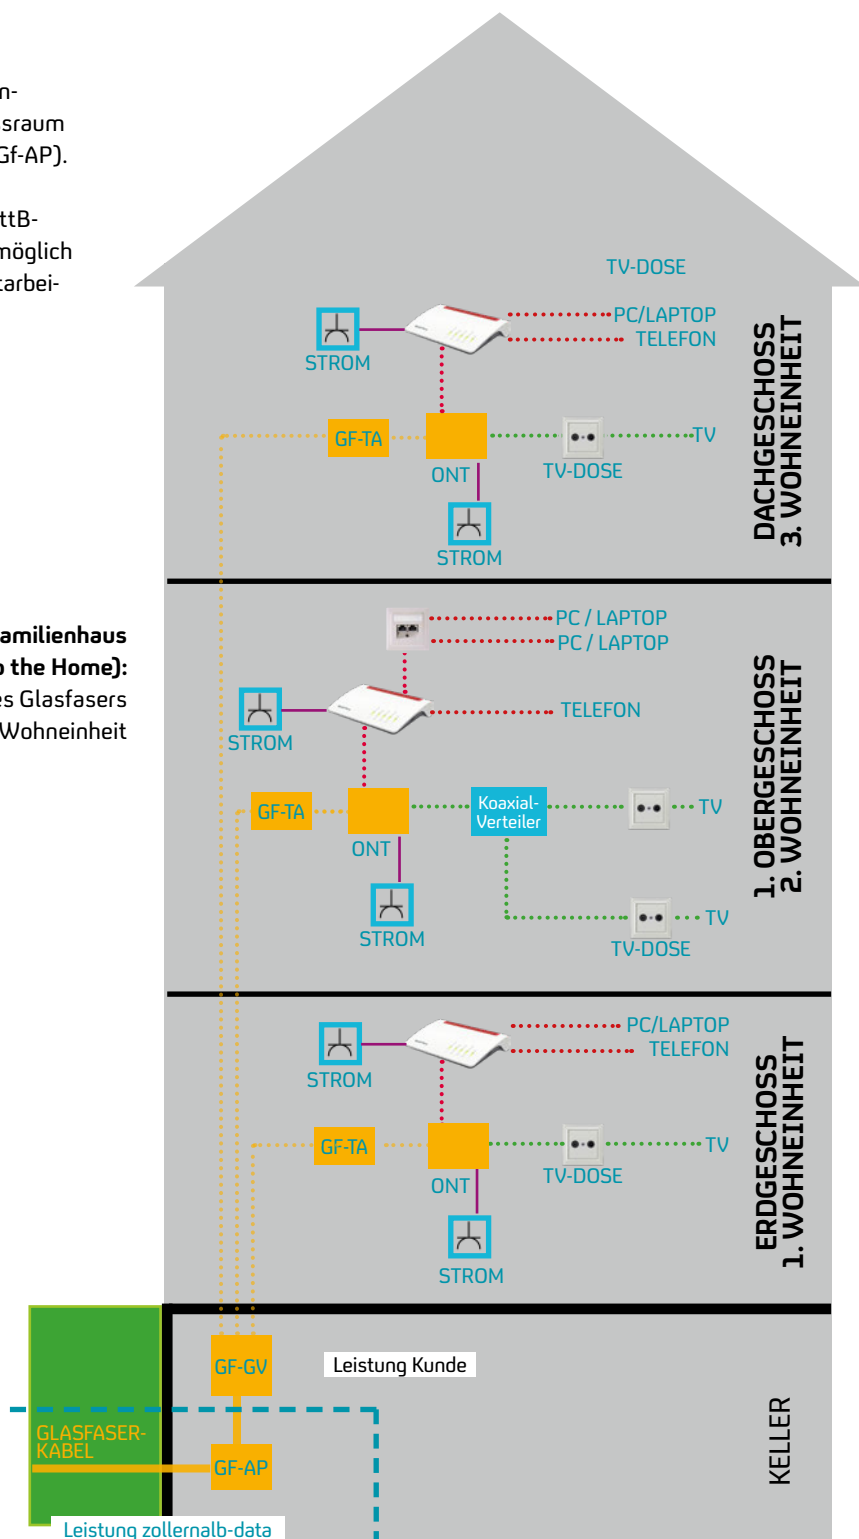 n-
sraum
Gf-AP).
ttB-
möglich
tarbei-
TV-DOSE
PC/LAPTOP
TELEFON
STROM
GF-TA
TV
ONT
TV-DOSE
STROM
DACHGESCHOSS
3. WOHNEINHEIT
amilienhaus
o the Home):
es Glasfasers
Wohneinheit
PC / LAPTOP
PC / LAPTOP
TELEFON
STROM
GF-TA
Koaxial-
Verteiler
TV
ONT
STROM
TV
TV-DOSE
1. OBERGESCHOSS
2. WOHNEINHEIT
PC/LAPTOP
TELEFON
STROM
GF-TA
TV
ONT
TV-DOSE
STROM
ERDGESCHOSS
1. WOHNEINHEIT
GF-GV
Leistung Kunde
GLASFASER-
KABEL
GF-AP
KELLER
Leistung zollernalb-data